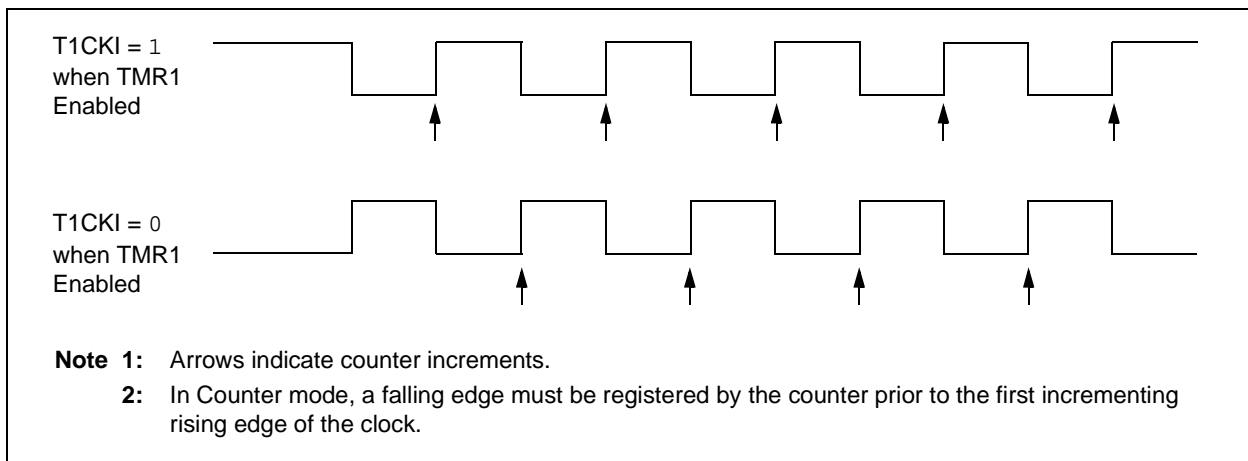 T1CKI = 1
when TMR1
Enabled
T1CKI = 0
when TMR1
Enabled
Note 1: Arrows indicate counter increments.
2: In Counter mode, a falling edge must be registered by the counter prior to the first incrementing
rising edge of the clock.